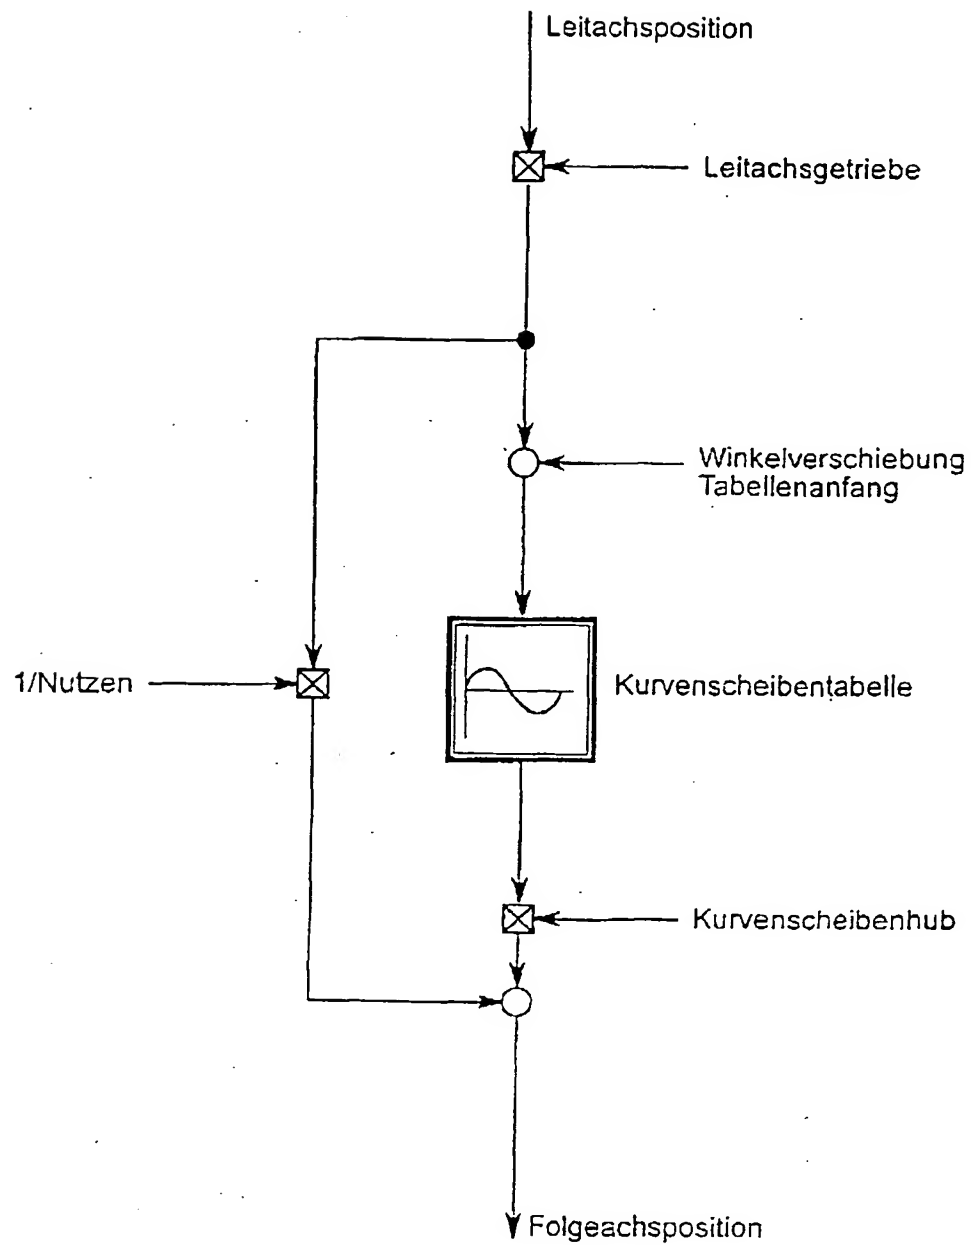 Leitachsposition
Leitachsgetriebe
Winkelverschiebung
Tabellenanfang
1/Nutzen
Kurvenscheibentabelle
Kurvenscheibenhub
Folgeachsposition